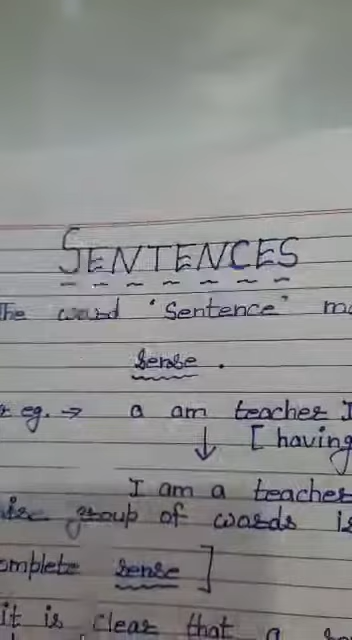 SENTENCES
The word 'Sentence' m
sense.
eg. → a am teacher I
↓ [having
I am a teacher
group of words is
omplete sense]
it is clear that a